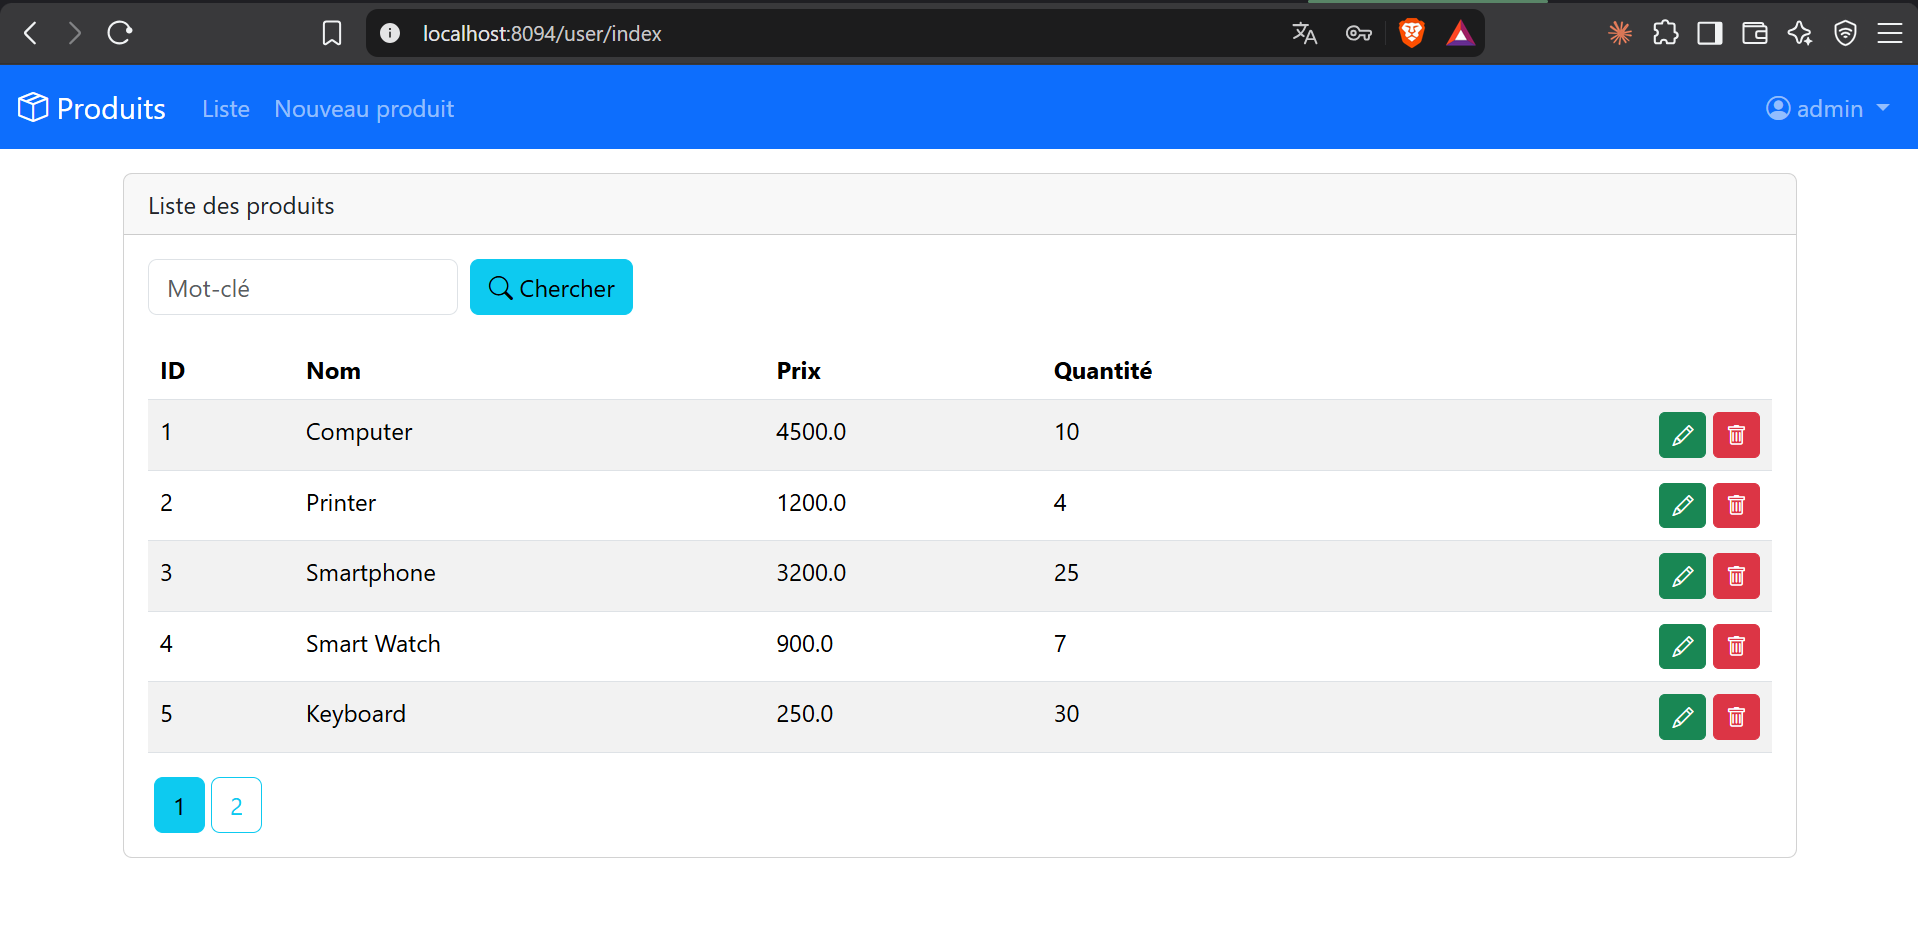 localhost:8094/user/index
Produits Liste Nouveau produit admin
Liste des produits
Mot-clé Chercher
ID Nom Prix Quantité
1 Computer 4500.0 10
2 Printer 1200.0 4
3 Smartphone 3200.0 25
4 Smart Watch 900.0 7
5 Keyboard 250.0 30
1 2